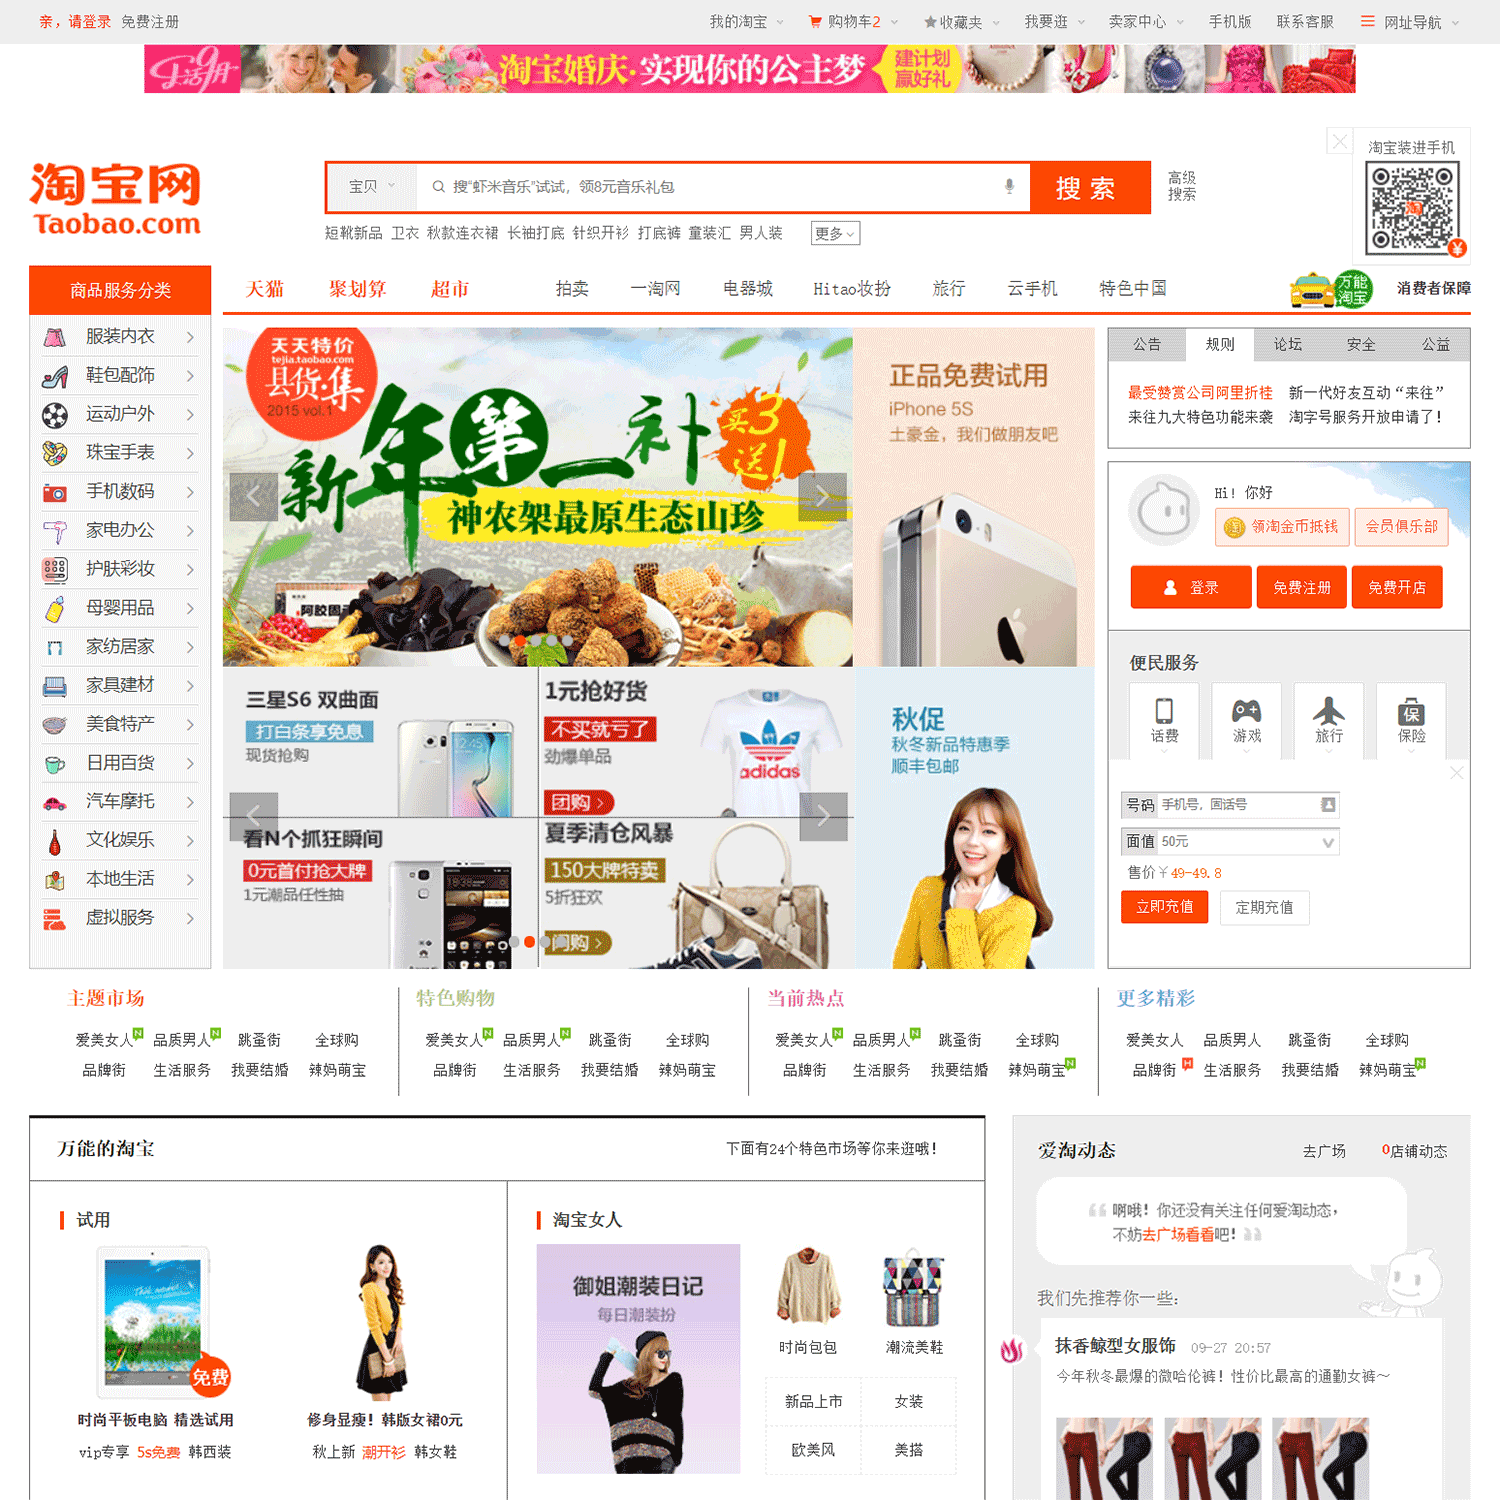 亲，请登录 免费注册 我的淘宝 购物车2 收藏夹 我要逛 卖家中心 手机版 联系客服 网址导航
淘宝婚庆·实现你的公主梦 建计划 赢好礼
淘宝网
Taobao.com
宝贝 搜"虾米音乐"试试，领8元音乐礼包 搜索 高级搜索
短靴新品 卫衣 秋款连衣裙 长袖打底 针织开衫 打底裤 童装汇 男人装 更多
淘宝装进手机
淘
商品服务分类 天猫 聚划算 超市 拍卖 一淘网 电器城 Hitao妆扮 旅行 云手机 特色中国 万能淘宝 消费者保障
服装内衣
鞋包配饰
运动户外
珠宝手表
手机数码
家电办公
护肤彩妆
母婴用品
家纺居家
家具建材
美食特产
日用百货
汽车摩托
文化娱乐
本地生活
虚拟服务
天天特价
tejia.taobao.com
县货·集
2015 vol.1
新年第一补
买3送1
神农架最原生态山珍
正品免费试用
iPhone 5S
土豪金，我们做朋友吧
三星S6 双曲面
打白条享免息
现货抢购
1元抢好货
不买就亏了
劲爆单品
团购
adidas
看N个抓狂瞬间
0元首付抢大牌
1元潮品任性抽
夏季清仓风暴
150大牌特卖
5折狂欢
团购
秋促
秋冬新品特惠季
顺丰包邮
公告 规则 论坛 安全 公益
最受赞赏公司阿里折桂 新一代好友互动“来往”
来往九大特色功能来袭 淘字号服务开放申请了！
Hi！你好
领淘金币抵钱 会员俱乐部
登录 免费注册 免费开店
便民服务
话费 游戏 旅行 保 保险
号码 手机号，固话号
面值 50元
售价￥49-49.8
立即充值 定期充值
主题市场
爱美女人 品质男人 跳蚤街 全球购
品牌街 生活服务 我要结婚 辣妈萌宝
特色购物
爱美女人 品质男人 跳蚤街 全球购
品牌街 生活服务 我要结婚 辣妈萌宝
当前热点
爱美女人 品质男人 跳蚤街 全球购
品牌街 生活服务 我要结婚 辣妈萌宝
更多精彩
爱美女人 品质男人 跳蚤街 全球购
品牌街 生活服务 我要结婚 辣妈萌宝
万能的淘宝 下面有24个特色市场等你来逛哦！
试用
免费
时尚平板电脑 精选试用
vip专享 5s免费 韩西装
修身显瘦！韩版女裙0元
秋上新 潮开衫 韩女鞋
淘宝女人
御姐潮装日记
每日潮装扮
时尚包包 潮流美鞋
新品上市 女装
欧美风 美搭
爱淘动态 去广场 0店铺动态
啊哦！你还没有关注任何爱淘动态，
不妨去广场看看吧！
我们先推荐你一些：
抹香鲸型女服饰 09-27 20:57
今年秋冬最爆的微哈伦裤！性价比最高的通勤女裤～